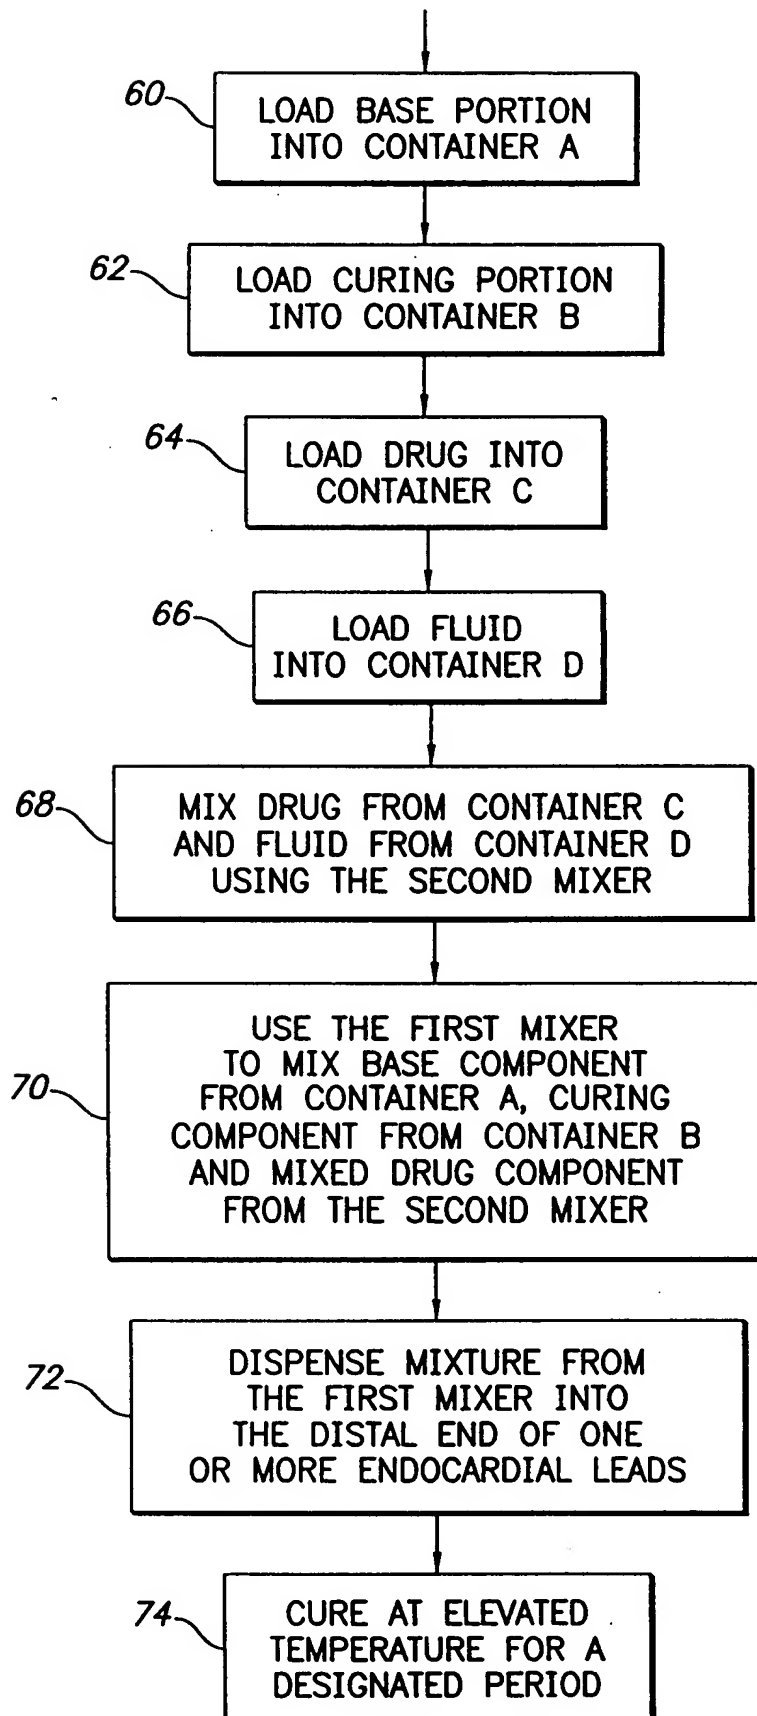 60
LOAD BASE PORTION
INTO CONTAINER A
62
LOAD CURING PORTION
INTO CONTAINER B
64
LOAD DRUG INTO
CONTAINER C
66
LOAD FLUID
INTO CONTAINER D
68
MIX DRUG FROM CONTAINER C
AND FLUID FROM CONTAINER D
USING THE SECOND MIXER
70
USE THE FIRST MIXER
TO MIX BASE COMPONENT
FROM CONTAINER A, CURING
COMPONENT FROM CONTAINER B
AND MIXED DRUG COMPONENT
FROM THE SECOND MIXER
72
DISPENSE MIXTURE FROM
THE FIRST MIXER INTO
THE DISTAL END OF ONE
OR MORE ENDOCARDIAL LEADS
74
CURE AT ELEVATED
TEMPERATURE FOR A
DESIGNATED PERIOD